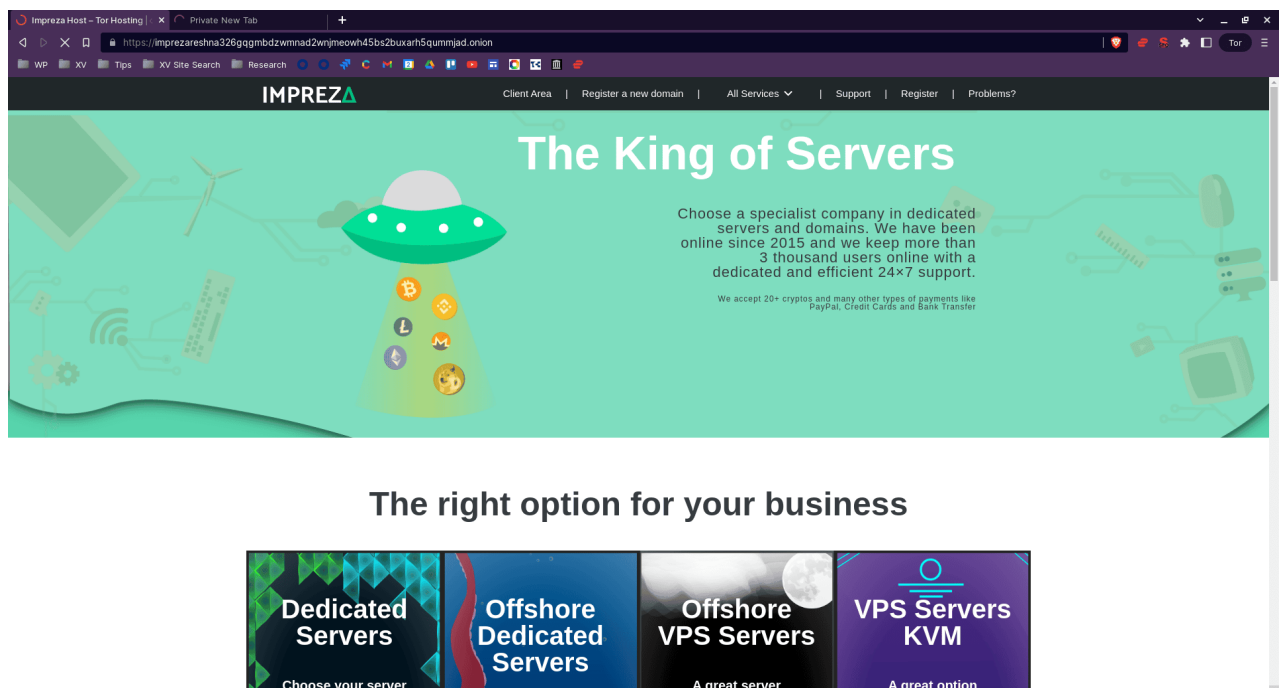 Impreza Host – Tor Hosting |
Private New Tab
https://imprezareshna326gqgmbdzwmnad2wnjmeowh45bs2buxarh5qummjad.onion
Tor
WP XV Tips XV Site Search Research
IMPREZA
Client Area | Register a new domain | All Services | Support | Register | Problems?
The King of Servers
Choose a specialist company in dedicated
servers and domains. We have been
online since 2015 and we keep more than
3 thousand users online with a
dedicated and efficient 24×7 support.
We accept 20+ cryptos and many other types of payments like
PayPal, Credit Cards and Bank Transfer
The right option for your business
Dedicated
Servers
Choose your server
Offshore
Dedicated
Servers
Offshore
VPS Servers
A great server
VPS Servers
KVM
A great option